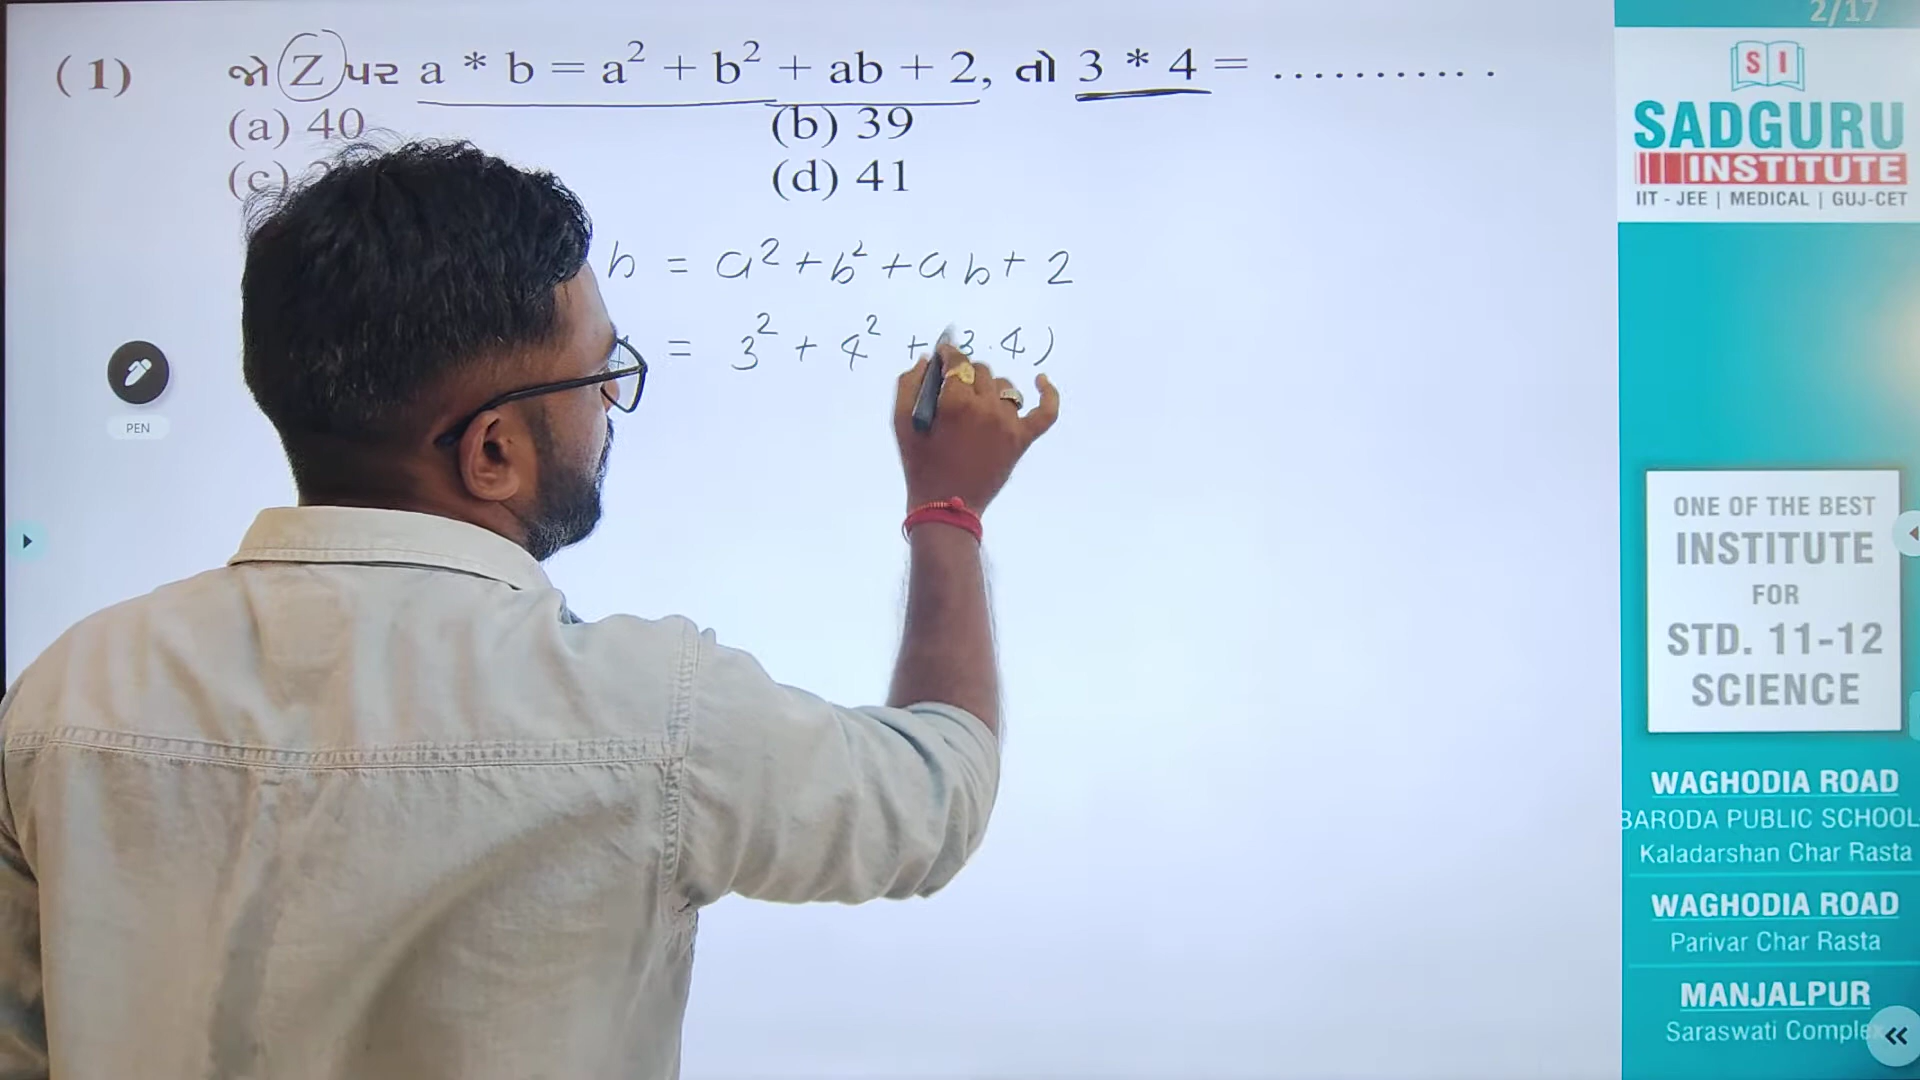 2/17
(1) જો Z પર a * b = a² + b² + ab + 2, તો 3 * 4 = ...........
(a) 40 (b) 39
(c) (d) 41
b = a² + b² + ab + 2
= 3² + 4² + (3.4)
PEN
SI
SADGURU
INSTITUTE
IIT - JEE | MEDICAL | GUJ-CET
ONE OF THE BEST
INSTITUTE
FOR
STD. 11-12
SCIENCE
WAGHODIA ROAD
BARODA PUBLIC SCHOOL
Kaladarshan Char Rasta
WAGHODIA ROAD
Parivar Char Rasta
MANJALPUR
Saraswati